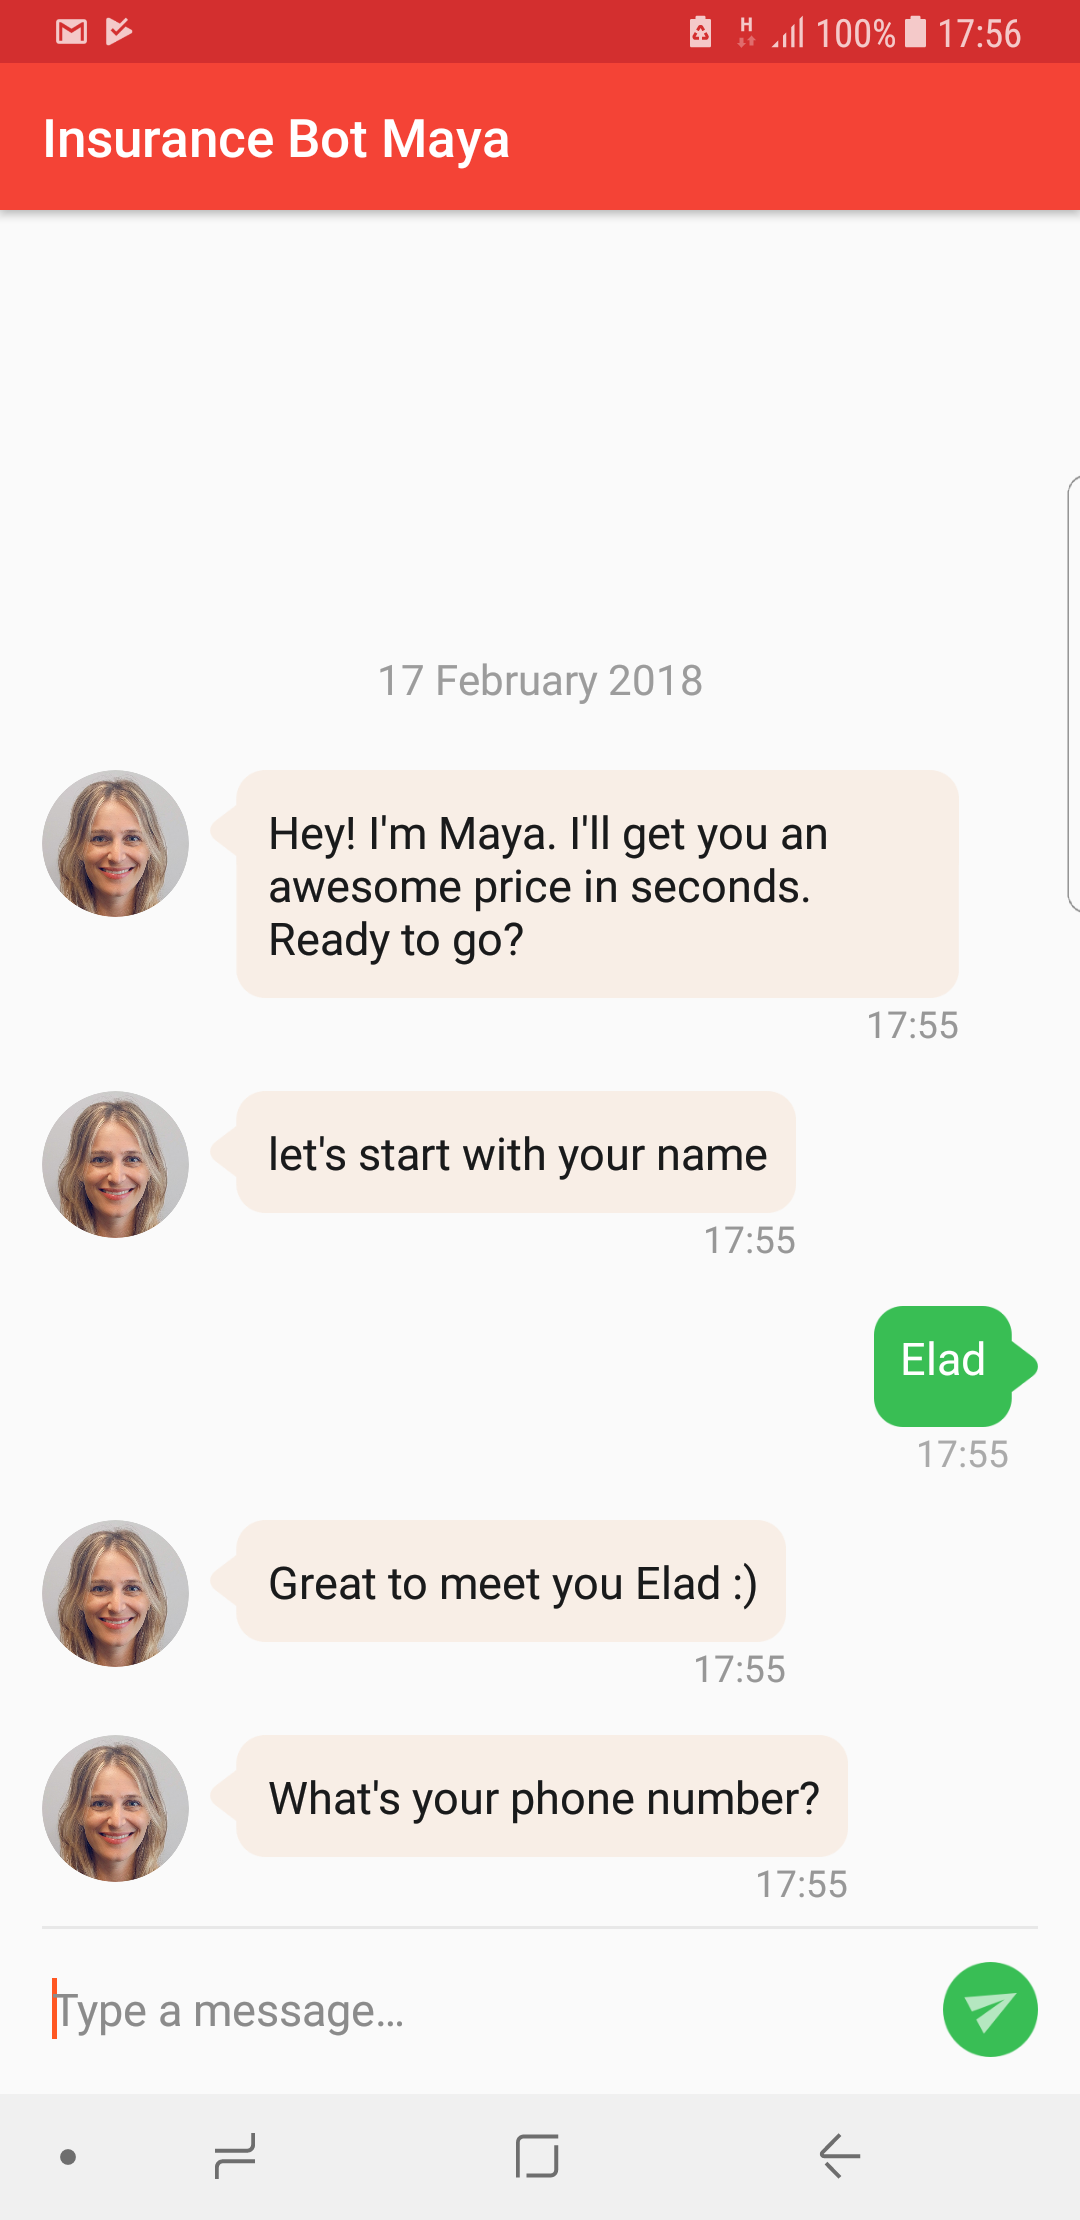 H 100% 17:56
Insurance Bot Maya
17 February 2018
Hey! I'm Maya. I'll get you an
awesome price in seconds.
Ready to go?
17:55
let's start with your name
17:55
Elad
17:55
Great to meet you Elad :)
17:55
What's your phone number?
17:55
Type a message...